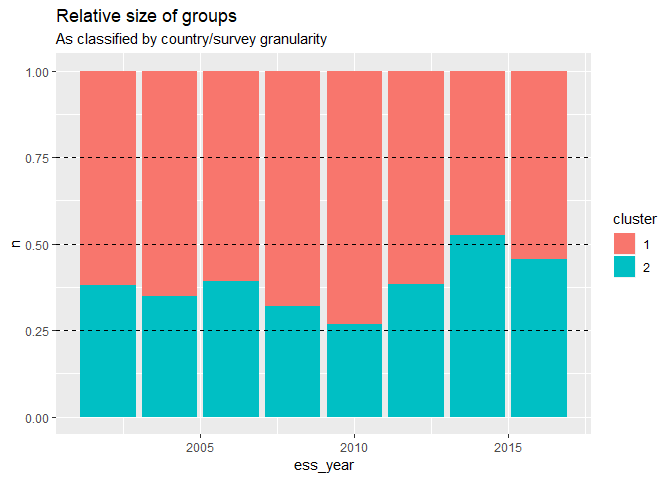 Relative size of groups
As classified by country/survey granularity
1.00
0.75
0.50
0.25
0.00
n
2005 2010 2015
ess_year
cluster
1
2